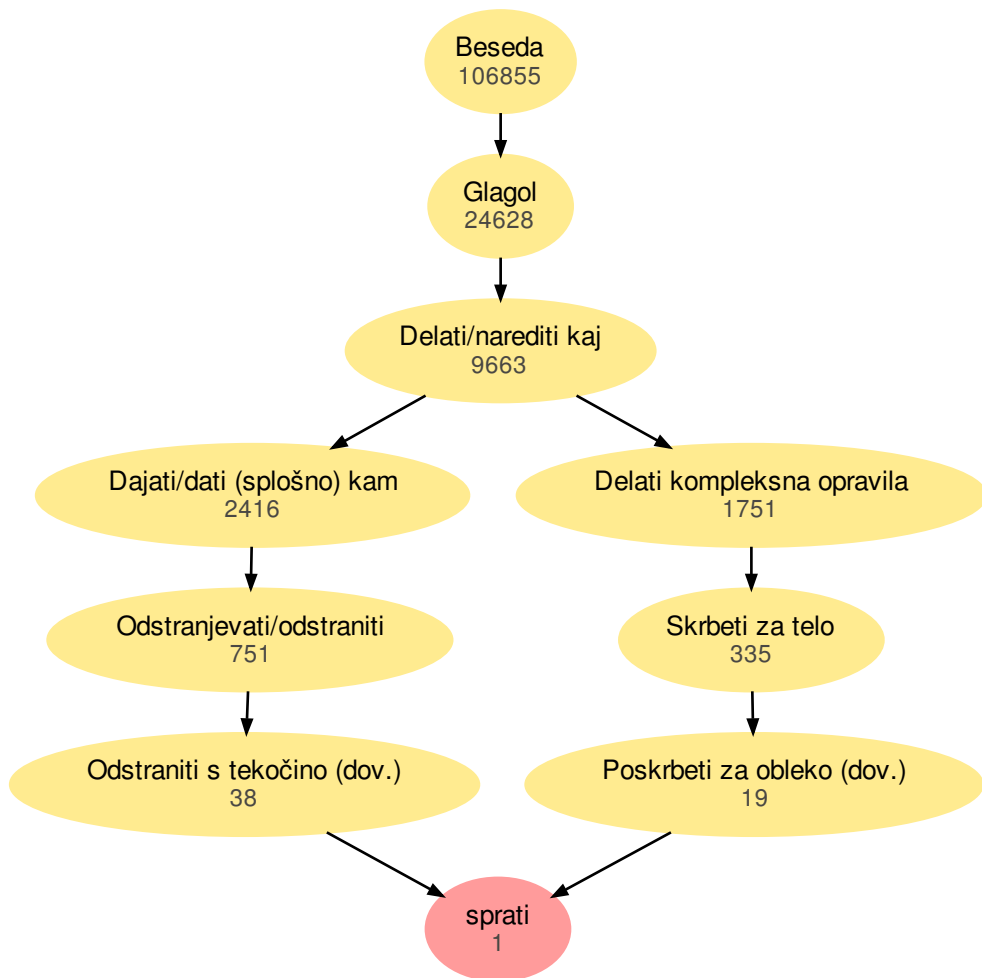 Beseda
106855
Glagol
24628
Delati/narediti kaj
9663
Dajati/dati (splošno) kam
2416
Delati kompleksna opravila
1751
Odstranjevati/odstraniti
751
Skrbeti za telo
335
Odstraniti s tekočino (dov.)
38
Poskrbeti za obleko (dov.)
19
sprati
1